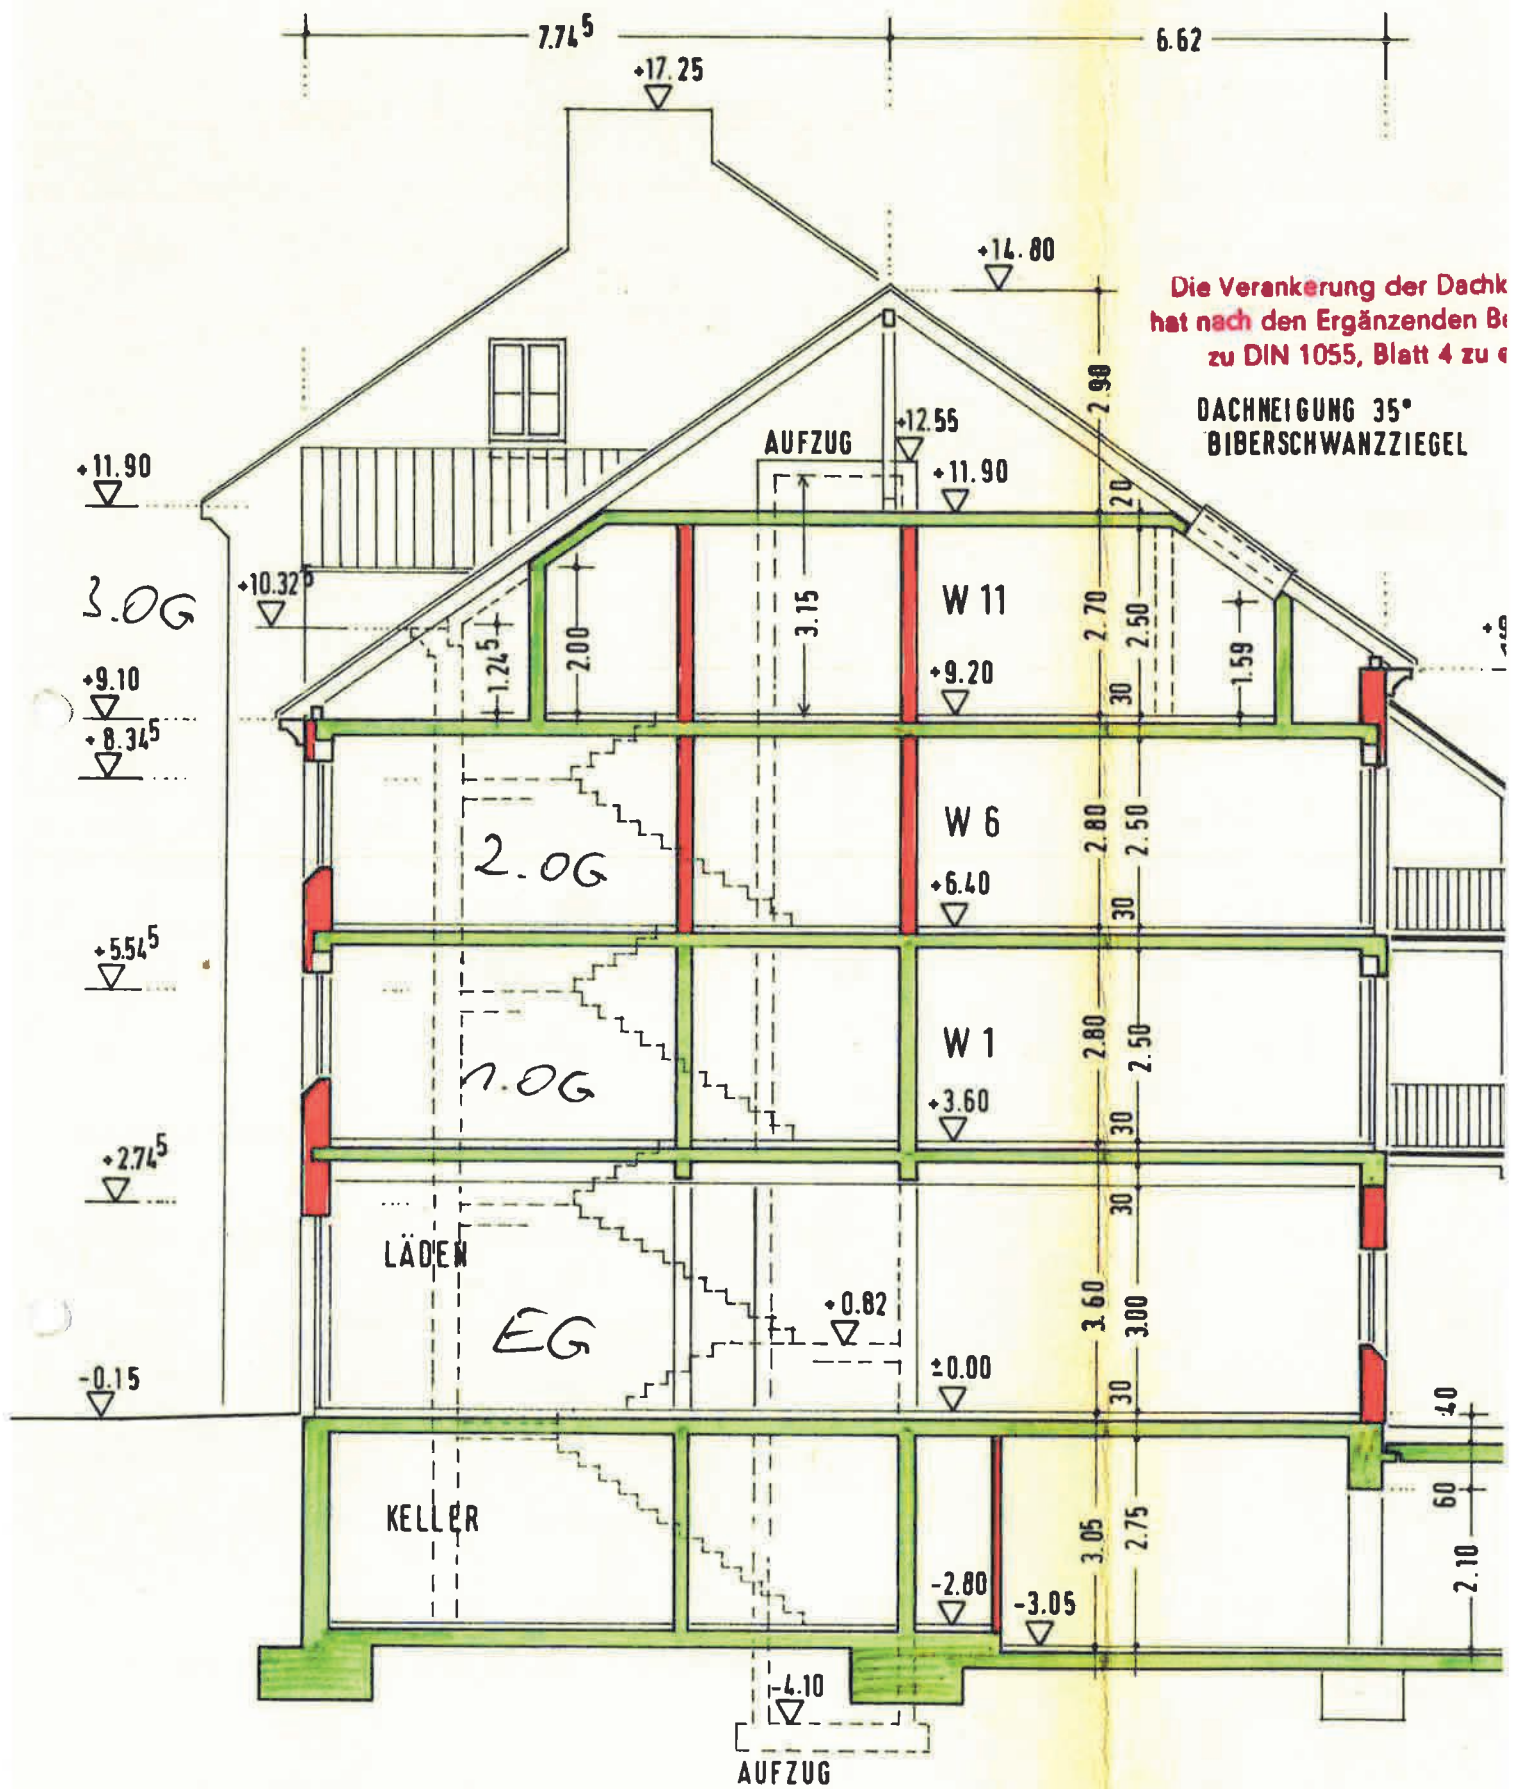 7.74⁵
6.62
+17.25
+14.80
Die Verankerung der Dachk
hat nach den Ergänzenden Be
zu DIN 1055, Blatt 4 zu e
2.90
DACHNEIGUNG 35°
BIBERSCHWANZZIEGEL
+12.55
AUFZUG
+11.90
+11.90
20
3.OG
+10.32⁵
3.15
W 11
2.70
2.50
2.00
1.24⁵
1.59
+9
+9.10
+9.20
30
+8.34⁵
2.OG
W 6
2.80
2.50
+6.40
30
+5.54⁵
1.OG
W 1
2.80
2.50
+3.60
30
+2.74⁵
30
LÄDEN
EG
+0.82
3.60
3.00
-0.15
±0.00
30
40
KELLER
3.05
2.75
60
2.10
-2.80
-3.05
-4.10
AUFZUG